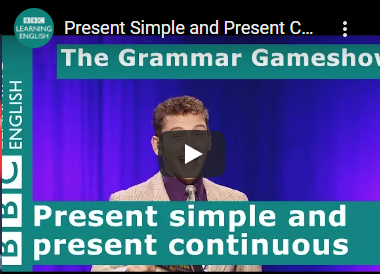 BBC
LEARNING
ENGLISH
Present Simple and Present C...
The Grammar Gameshow
BBC
ENGLISH
Present simple and
present continuous